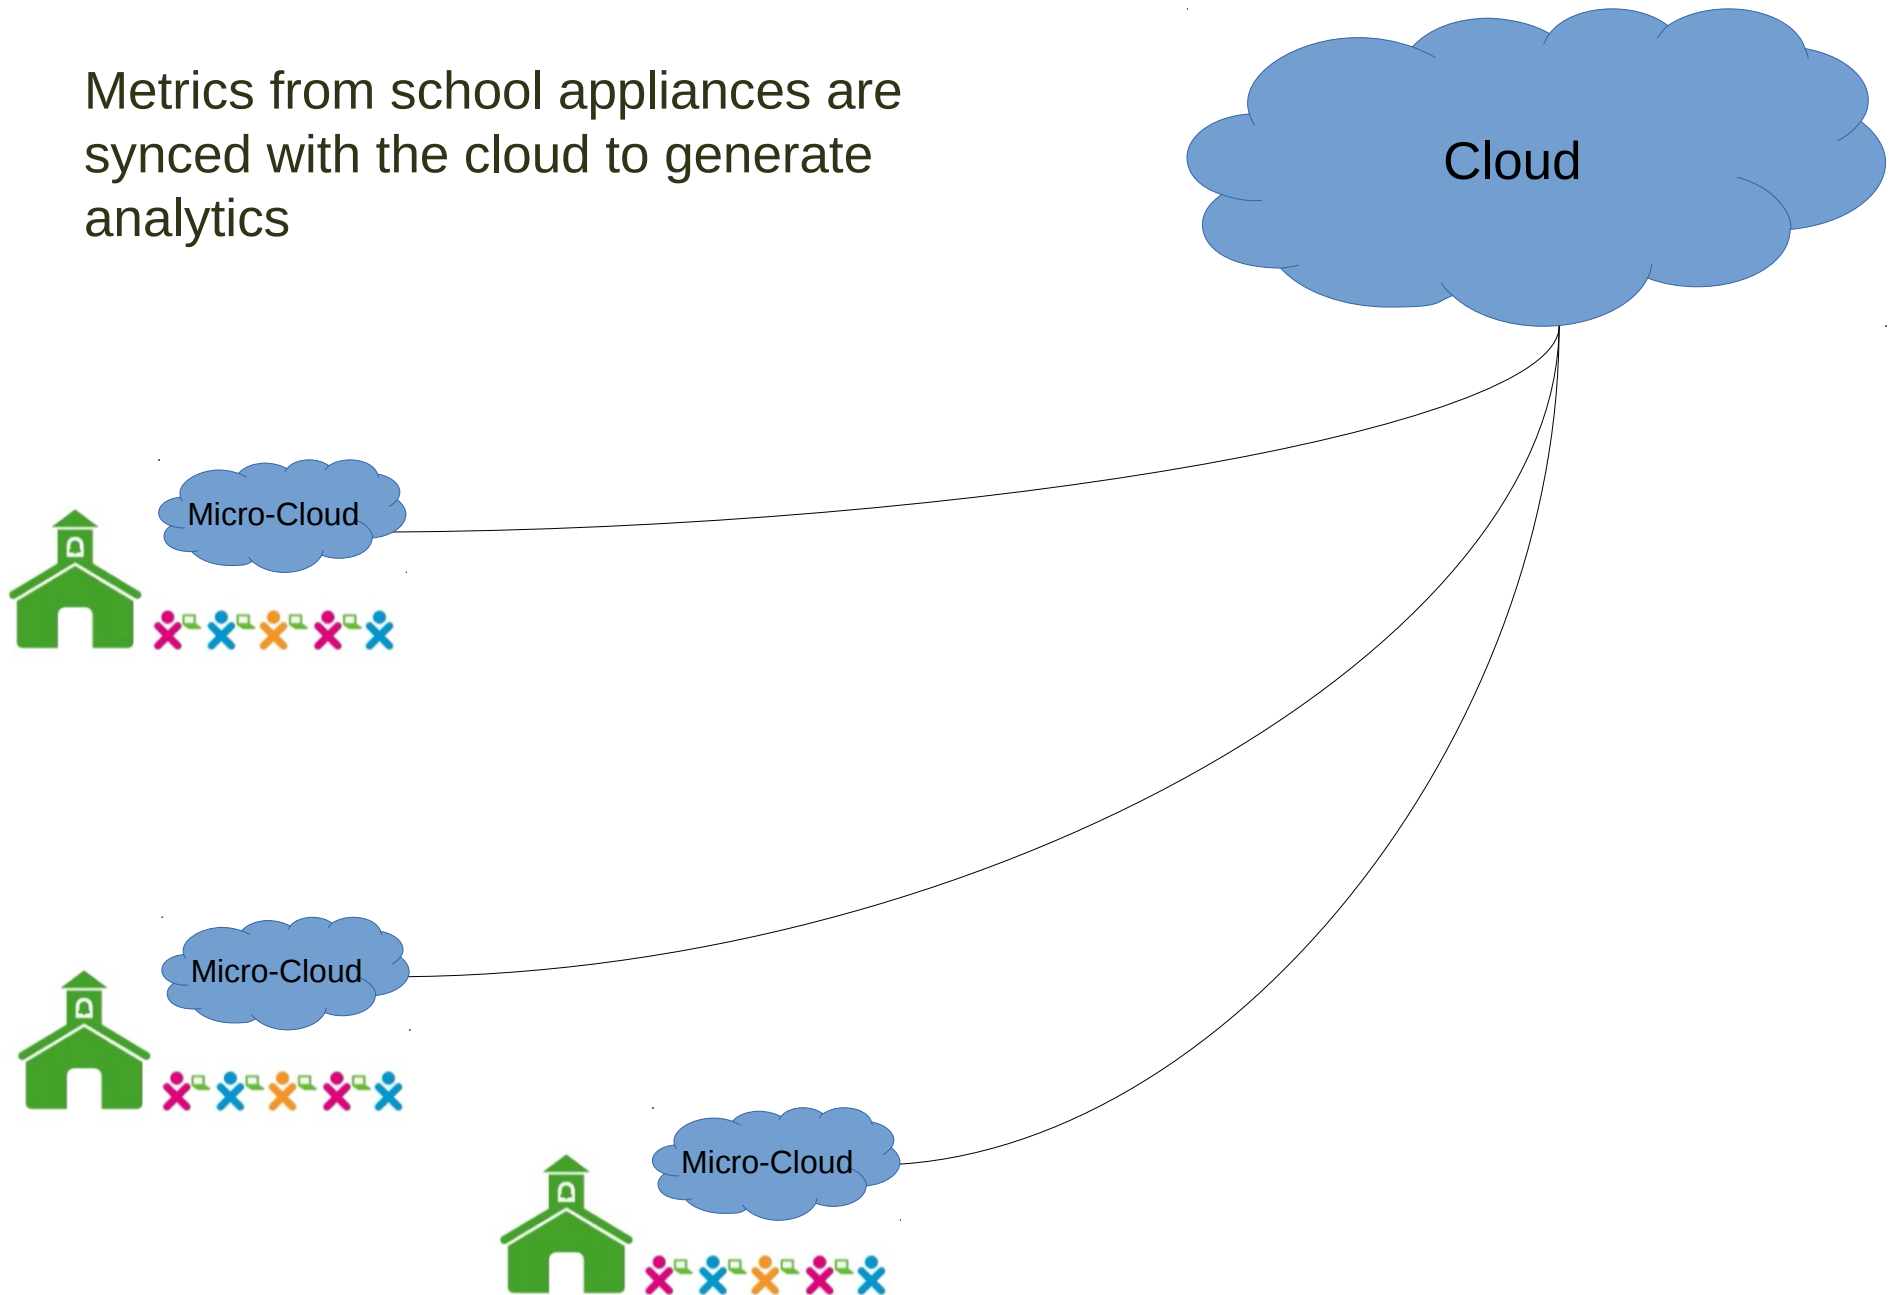 Metrics from school appliances are
synced with the cloud to generate
analytics
Cloud
Micro-Cloud
Micro-Cloud
Micro-Cloud